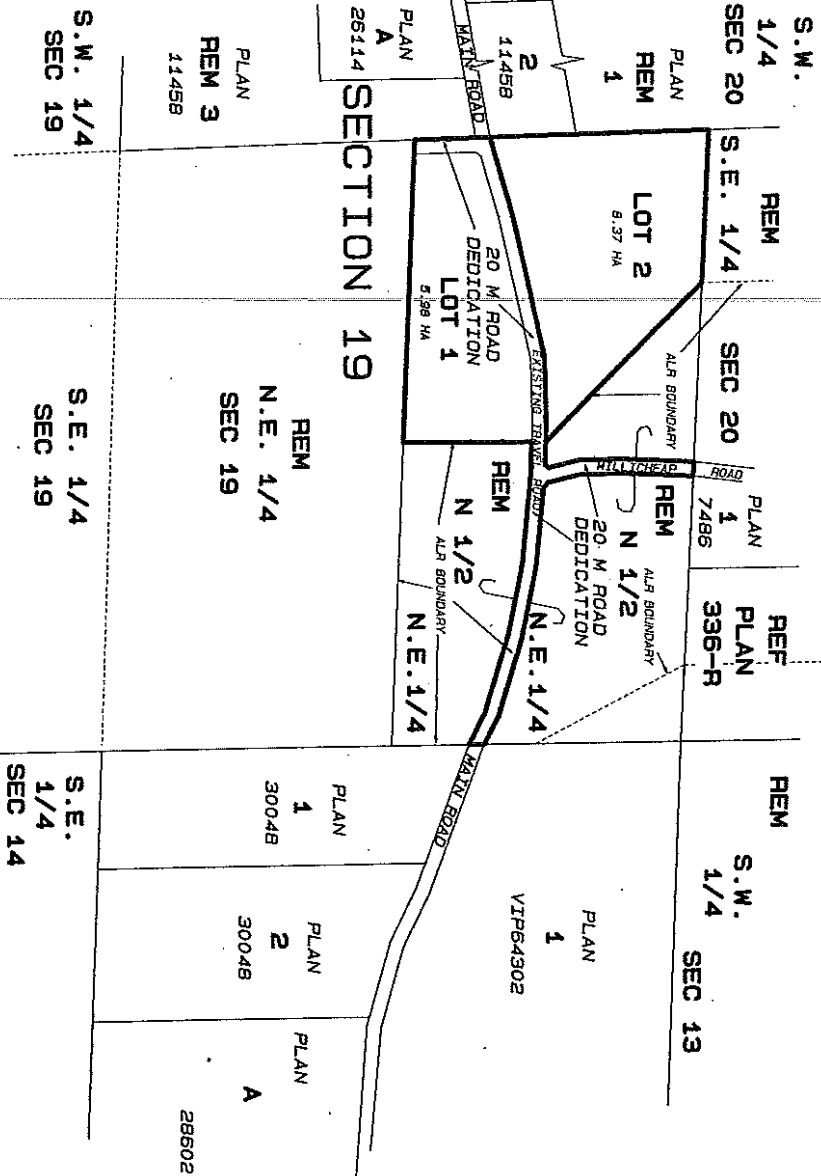 S.W.
1/4
SEC 20
REM
S.E. 1/4
SEC 20
REF
PLAN
336-R
REM
S.W.
1/4
SEC 13
PLAN
REM
1
PLAN
1
7486
2
11458
LOT 2
8.37 HA
ALR BOUNDARY
WILLICHEAP
ROAD
REM
N 1/2
ALR BOUNDARY
20 M ROAD
DEDICATION
N.E.1/4
MAIN ROAD
EXISTING TRAVEL ROAD
PLAN
A
26114
20 M ROAD
DEDICATION
LOT 1
5.98 HA
REM
N 1/2
ALR BOUNDARY
N.E.1/4
MAIN ROAD
PLAN
1
VIP64302
SECTION 19
PLAN
REM 3
11458
REM
N.E. 1/4
SEC 19
PLAN
1
30048
PLAN
2
30048
PLAN
A
28602
S.W. 1/4
SEC 19
S.E. 1/4
SEC 19
S.E.
1/4
SEC 14